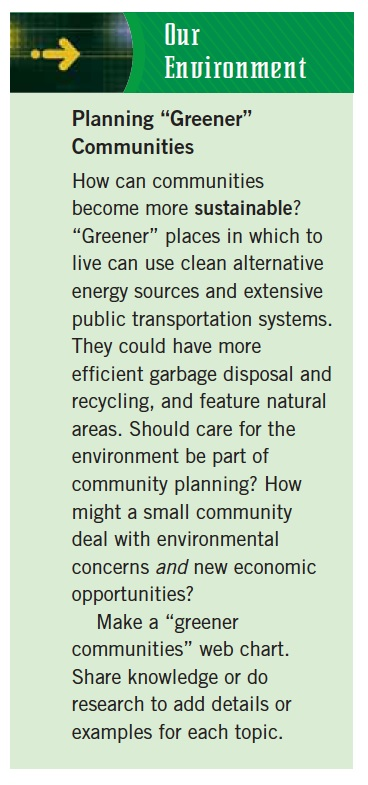 Our
Environment
Planning “Greener”
Communities
How can communities
become more sustainable?
“Greener” places in which to
live can use clean alternative
energy sources and extensive
public transportation systems.
They could have more
efficient garbage disposal and
recycling, and feature natural
areas. Should care for the
environment be part of
community planning? How
might a small community
deal with environmental
concerns and new economic
opportunities?
Make a “greener
communities” web chart.
Share knowledge or do
research to add details or
examples for each topic.